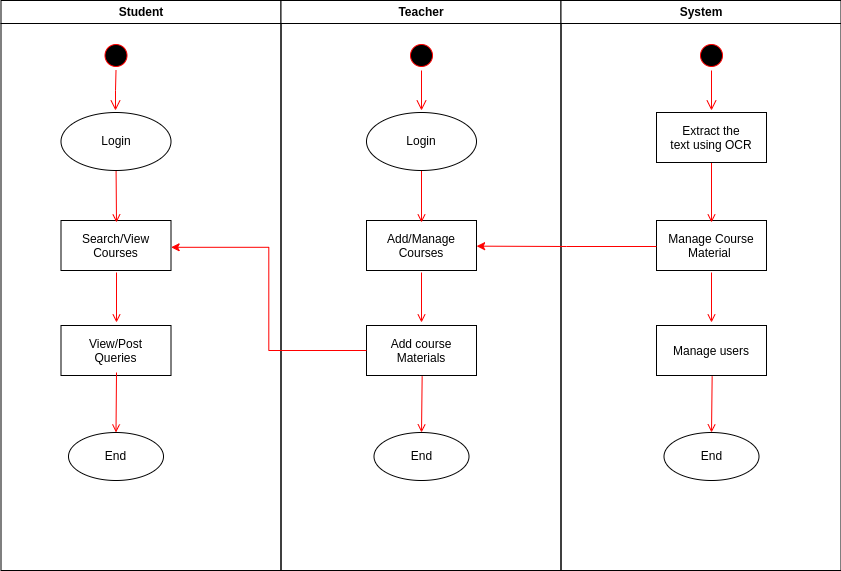 Student
Teacher
System
Login
Login
Extract the
text using OCR
Search/View
Courses
Add/Manage
Courses
Manage Course
Material
View/Post
Queries
Add course
Materials
Manage users
End
End
End